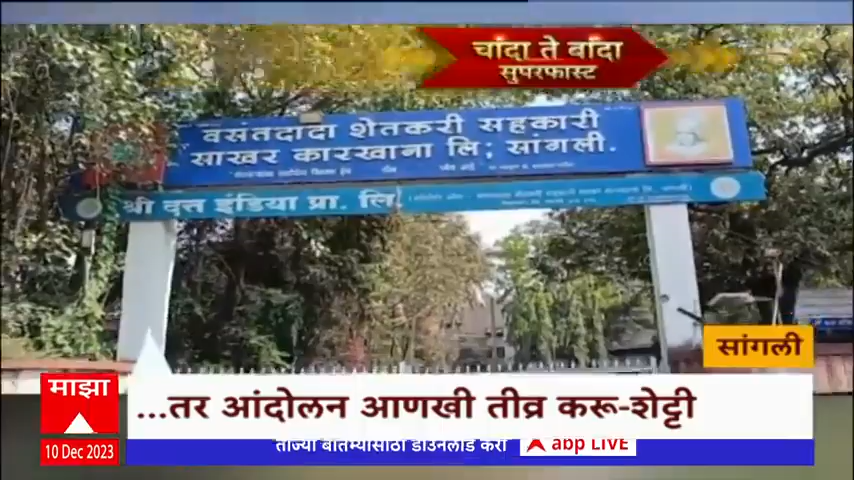 चांदा ते बांदा
सुपरफास्ट
वसंतदादा शेतकरी सहकारी
साखर कारखाना लि; सांगली.
श्री दत्त इंडिया प्रा. लि.
सांगली
माझा
...तर आंदोलन आणखी तीव्र करू-शेट्टी
10 Dec 2023
ताज्या बातम्यासाठी डाऊनलोड करा
abp LIVE